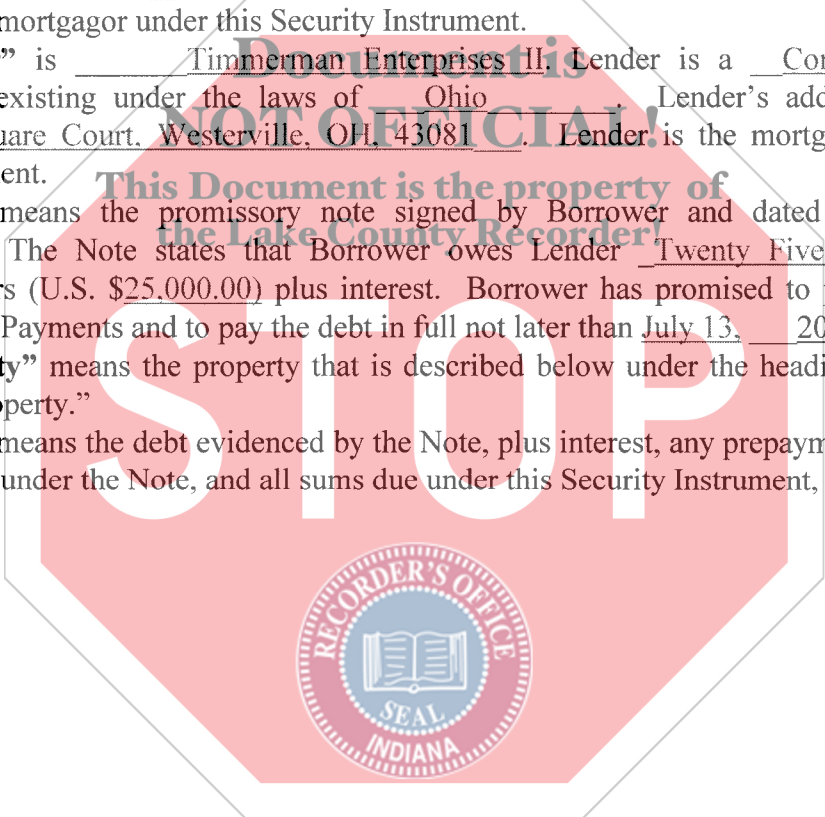 mortgagor under this Security Instrument.
” is Timmerman Enterprises II. Lender is a Cor
existing under the laws of Ohio . Lender's add
uare Court, Westerville, OH, 43081 . Lender is the mortg
ent.
means the promissory note signed by Borrower and dated
The Note states that Borrower owes Lender Twenty Five
rs (U.S. $25,000.00) plus interest. Borrower has promised to
Payments and to pay the debt in full not later than July 13, 20
ty” means the property that is described below under the headi
operty.”
means the debt evidenced by the Note, plus interest, any prepaym
under the Note, and all sums due under this Security Instrument,
Document is
NOT OFFICIAL!
This Document is the property of
the Lake County Recorder!
STOP
RECORDER'S OFFICE
SEAL
INDIANA